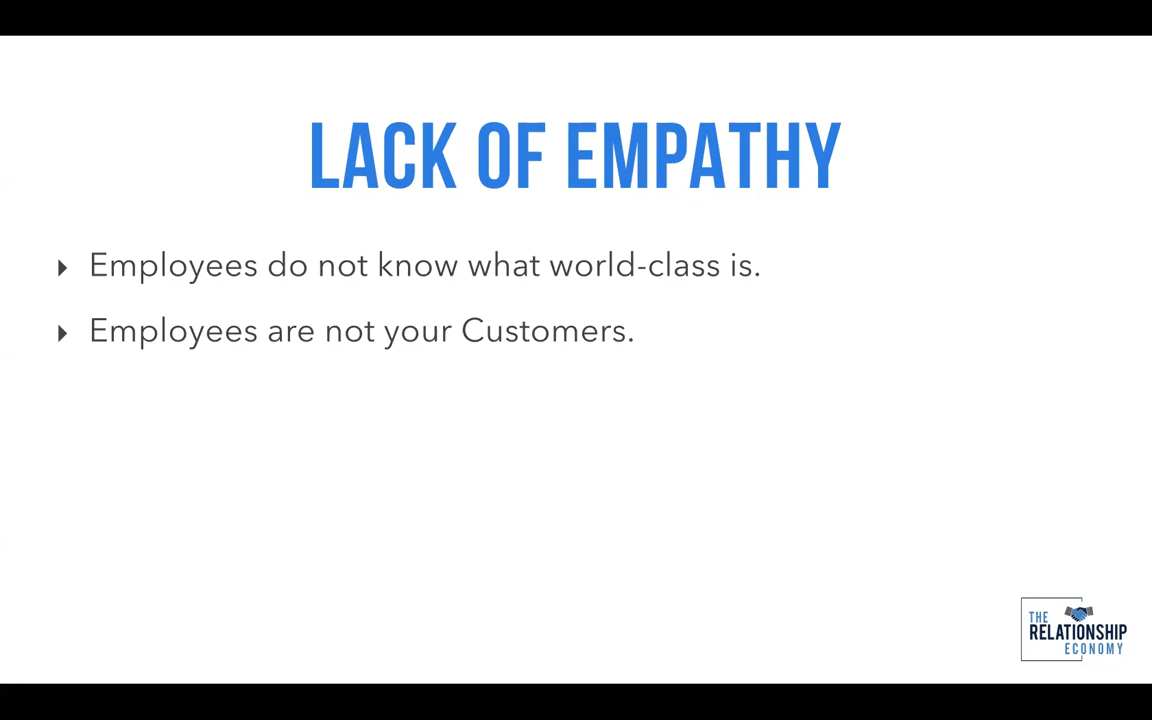 LACK OF EMPATHY
Employees do not know what world-class is.
Employees are not your Customers.
THE
RELATIONSHIP
ECONOMY